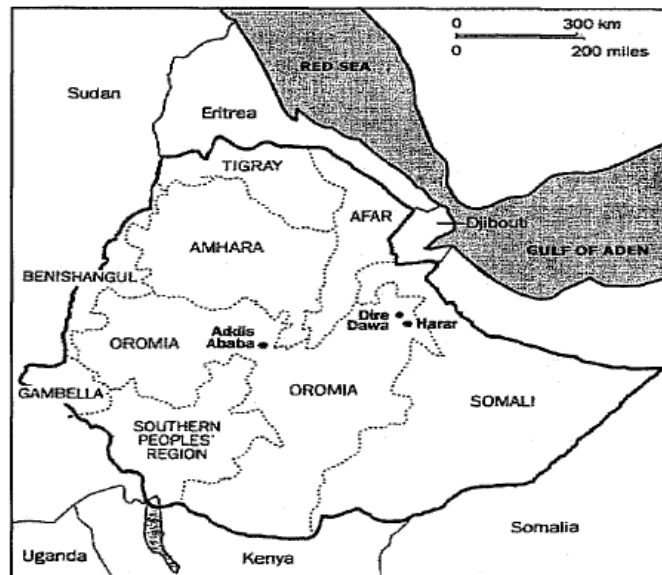 0 300 km
0 200 miles
RED SEA
Sudan
Eritrea
TIGRAY
AFAR
Djibouti
AMHARA
GULF OF ADEN
BENISHANGUL
Dire
Dawa
Harar
Addis
Ababa
OROMIA
GAMBELLA
OROMIA
SOMALI
SOUTHERN
PEOPLES'
REGION
Somalia
Uganda
Kenya